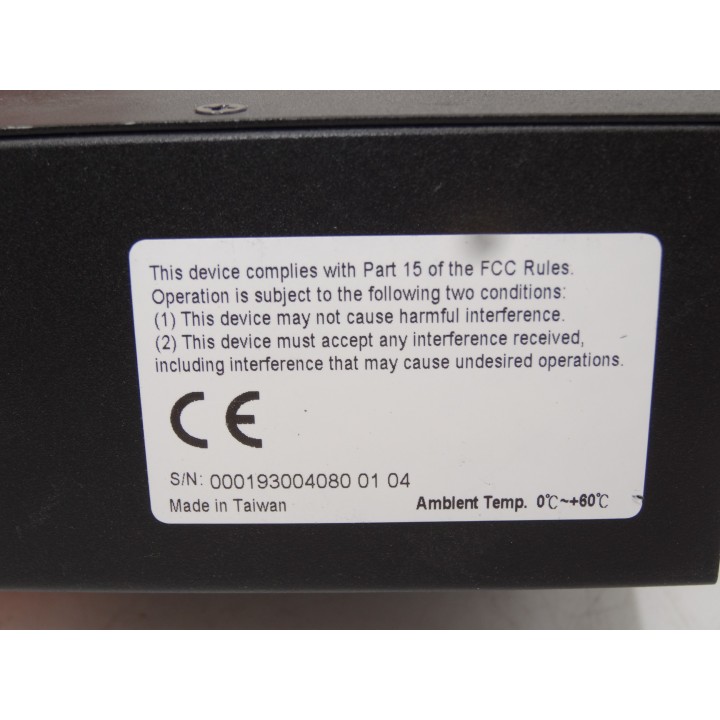 This device complies with Part 15 of the FCC Rules.
Operation is subject to the following two conditions:
(1) This device may not cause harmful interference.
(2) This device must accept any interference received,
including interference that may cause undesired operations.
CE
S/N: 000193004080 01 04
Made in Taiwan
Ambient Temp. 0℃~+60℃